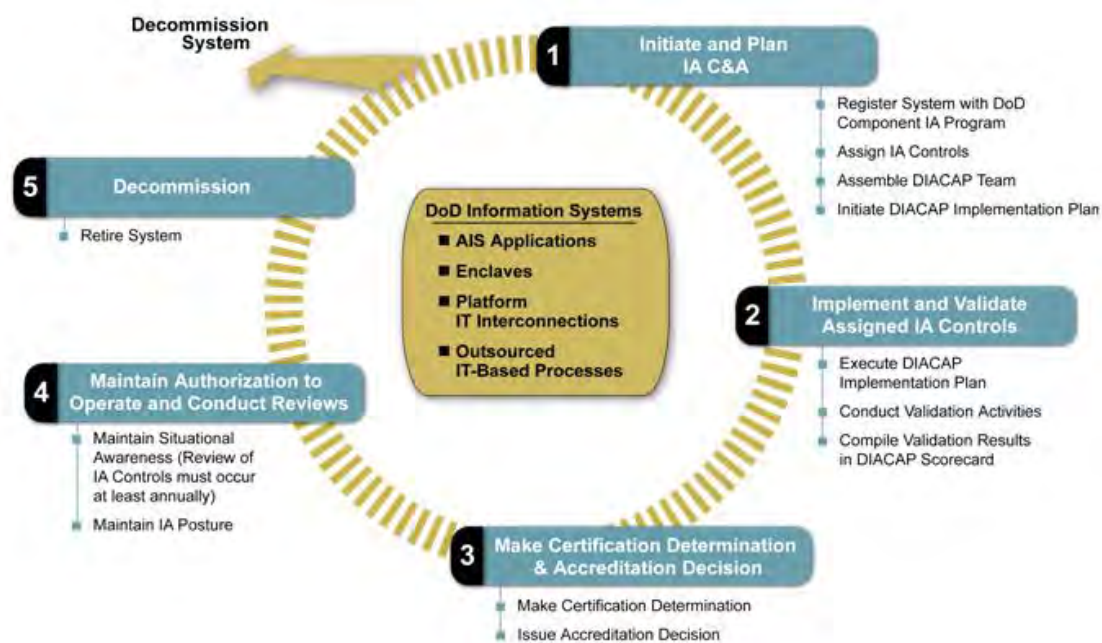 Decommission
System
1
Initiate and Plan
IA C&A
Register System with DoD
Component IA Program
Assign IA Controls
Assemble DIACAP Team
Initiate DIACAP Implementation Plan
2
Implement and Validate
Assigned IA Controls
Execute DIACAP
Implementation Plan
Conduct Validation Activities
Compile Validation Results
in DIACAP Scorecard
3
Make Certification Determination
& Accreditation Decision
Make Certification Determination
Issue Accreditation Decision
4
Maintain Authorization to
Operate and Conduct Reviews
Maintain Situational
Awareness (Review of
IA Controls must occur
at least annually)
Maintain IA Posture
5
Decommission
Retire System
DoD Information Systems
AIS Applications
Enclaves
Platform
IT Interconnections
Outsourced
IT-Based Processes